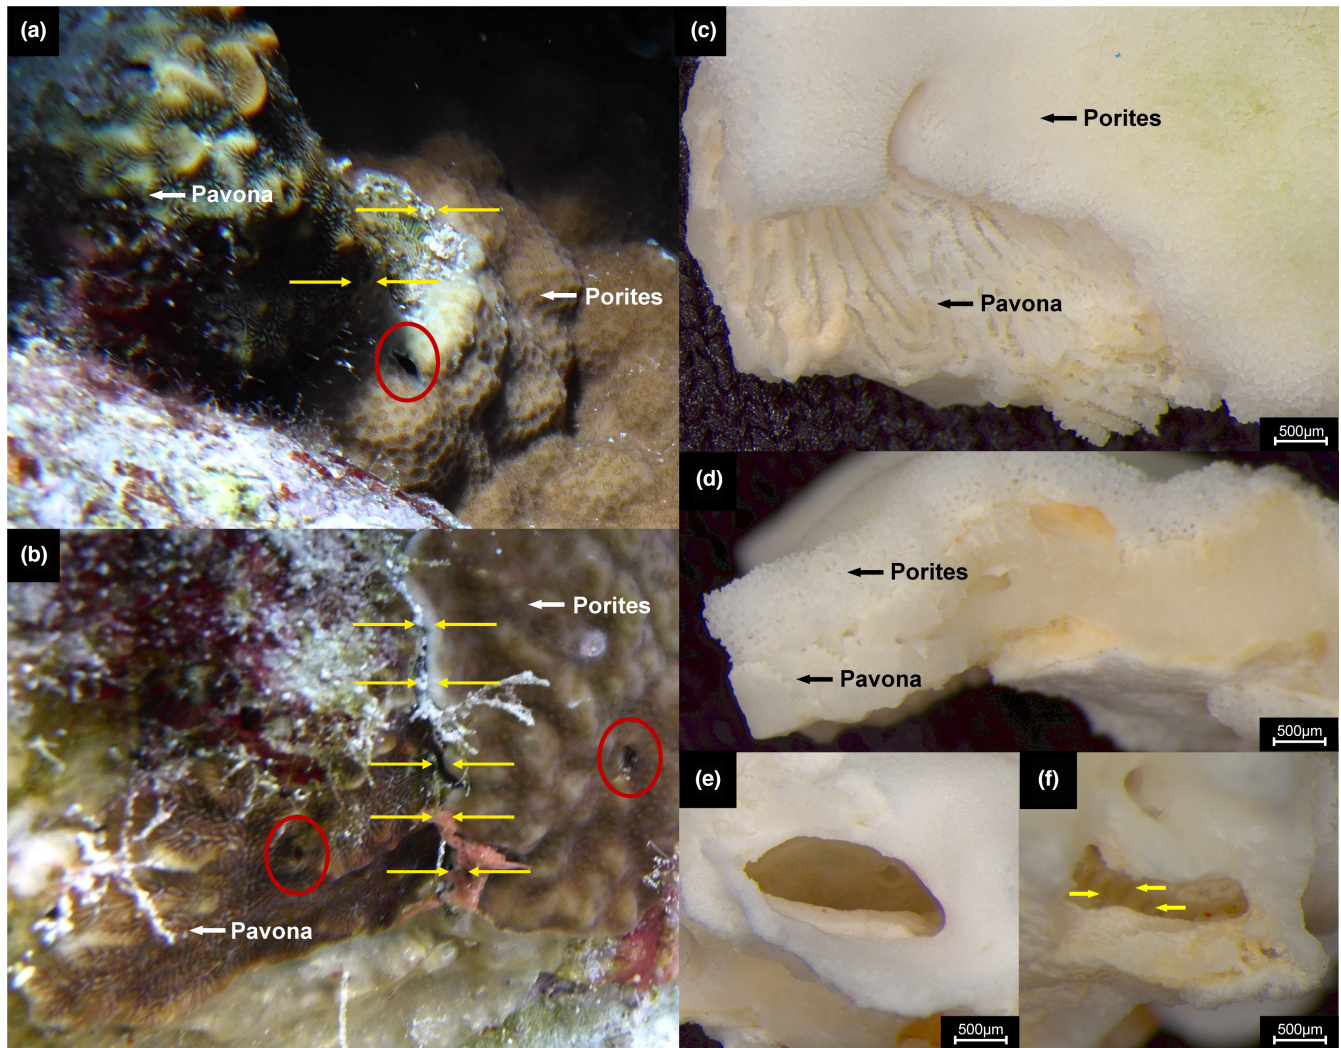 (a)
Pavona
Porites
(b)
Porites
Pavona
(c)
Porites
Pavona
500µm
(d)
Porites
Pavona
500µm
(e)
500µm
(f)
500µm